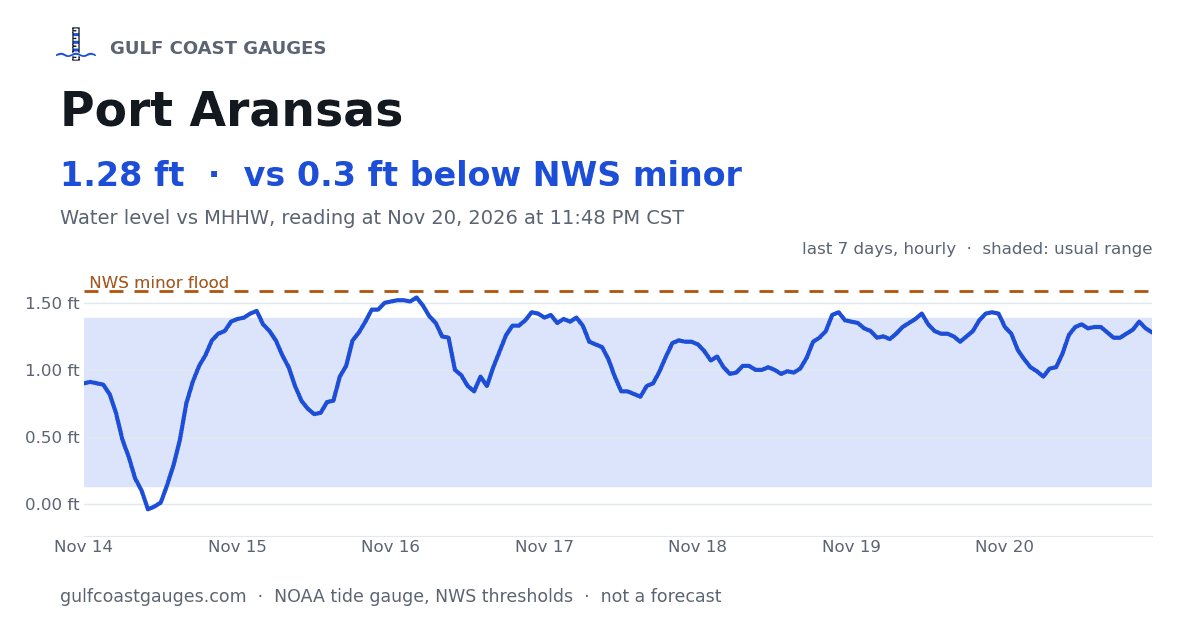 GULF COAST GAUGES
Port Aransas
1.28 ft · vs 0.3 ft below NWS minor
Water level vs MHHW, reading at Nov 20, 2026 at 11:48 PM CST
last 7 days, hourly · shaded: usual range
NWS minor flood
1.50 ft
1.00 ft
0.50 ft
0.00 ft
Nov 14 Nov 15 Nov 16 Nov 17 Nov 18 Nov 19 Nov 20
gulfcoastgauges.com · NOAA tide gauge, NWS thresholds · not a forecast